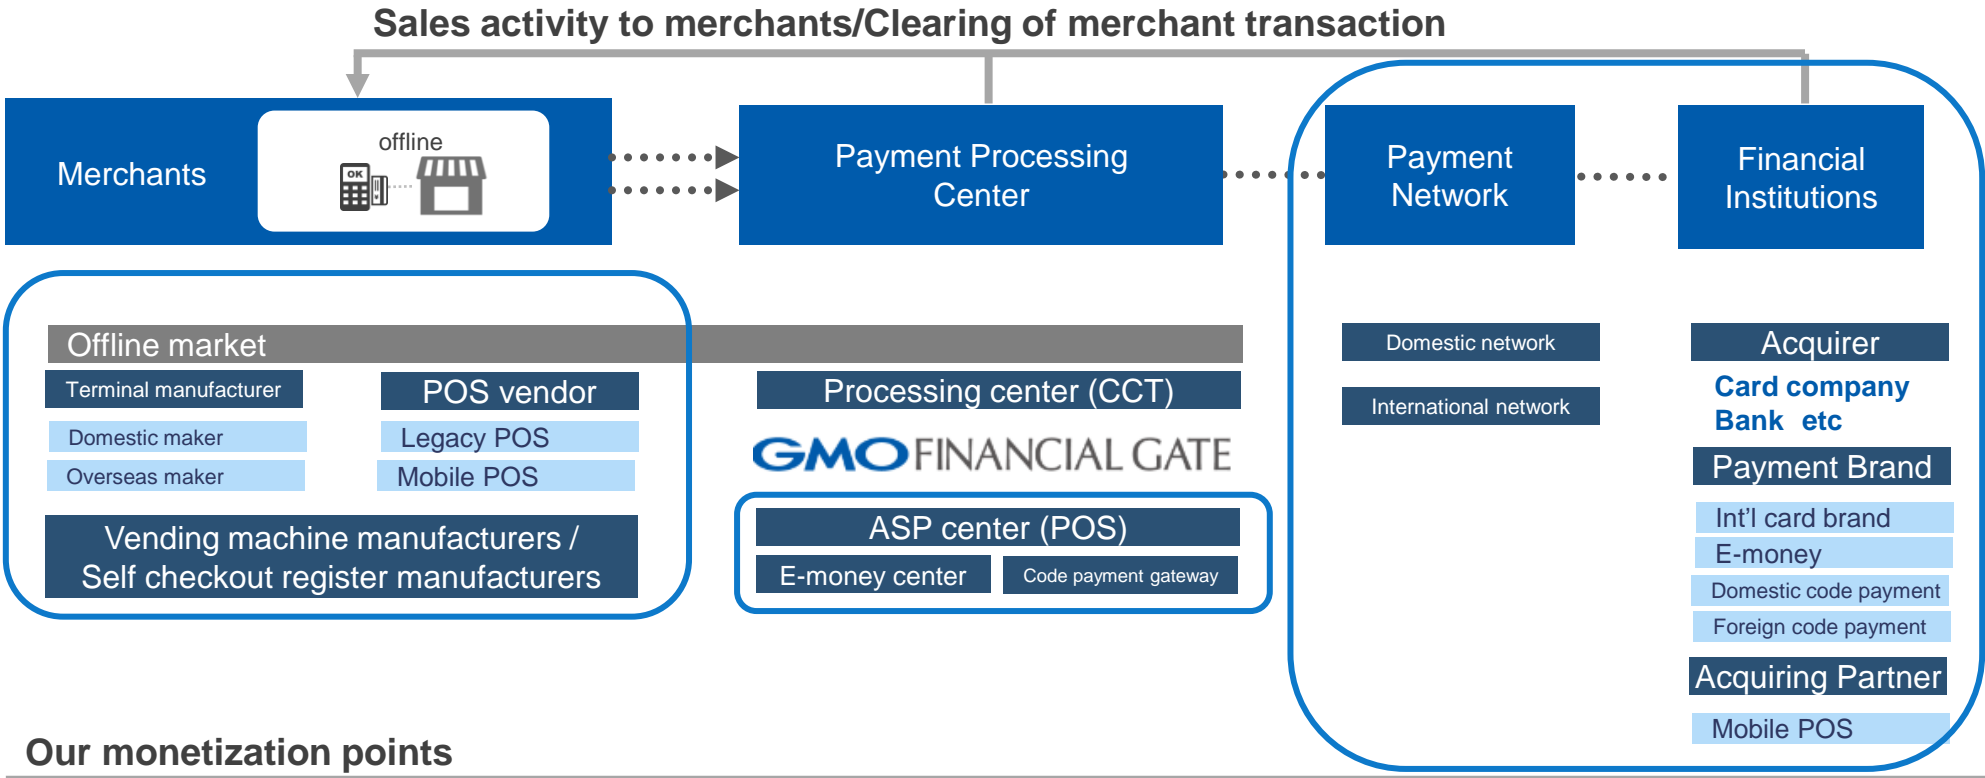 Sales activity to merchants/Clearing of merchant transaction
Merchants
offline
OK
Payment Processing
Center
Payment
Network
Financial
Institutions
Offline market
Terminal manufacturer
Domestic maker
Overseas maker
POS vendor
Legacy POS
Mobile POS
Vending machine manufacturers /
Self checkout register manufacturers
Processing center (CCT)
GMO FINANCIAL GATE
ASP center (POS)
E-money center
Code payment gateway
Domestic network
International network
Acquirer
Card company
Bank etc
Payment Brand
Int'l card brand
E-money
Domestic code payment
Foreign code payment
Acquiring Partner
Mobile POS
Our monetization points